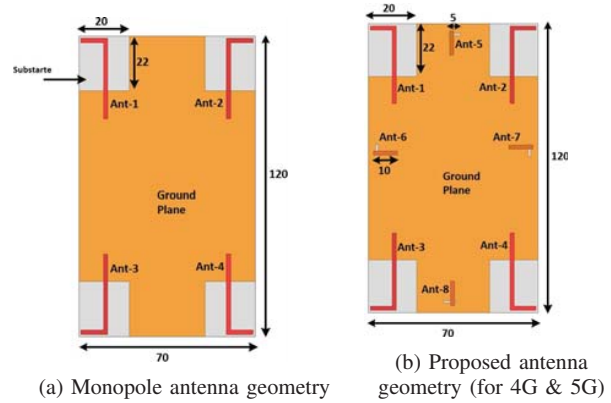 20
22
Substarte
Ant-1
Ant-2
120
Ground
Plane
Ant-3
Ant-4
70
(a) Monopole antenna geometry
20
5
22
Ant-5
Ant-1
Ant-2
Ant-6
Ant-7
10
120
Ground
Plane
Ant-3
Ant-4
Ant-8
70
(b) Proposed antenna
geometry (for 4G & 5G)